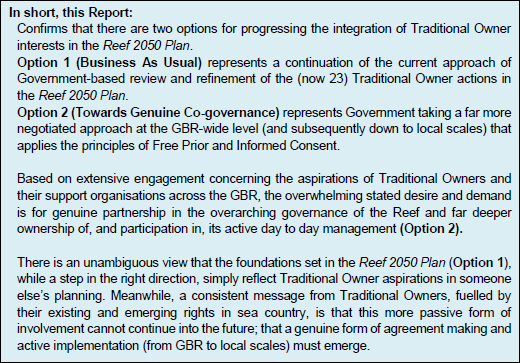 In short, this Report:
Confirms that there are two options for progressing the integration of Traditional Owner
interests in the Reef 2050 Plan.
Option 1 (Business As Usual) represents a continuation of the current approach of
Government-based review and refinement of the (now 23) Traditional Owner actions in
the Reef 2050 Plan.
Option 2 (Towards Genuine Co-governance) represents Government taking a far more
negotiated approach at the GBR-wide level (and subsequently down to local scales) that
applies the principles of Free Prior and Informed Consent.
Based on extensive engagement concerning the aspirations of Traditional Owners and
their support organisations across the GBR, the overwhelming stated desire and demand
is for genuine partnership in the overarching governance of the Reef and far deeper
ownership of, and participation in, its active day to day management (Option 2).
There is an unambiguous view that the foundations set in the Reef 2050 Plan (Option 1),
while a step in the right direction, simply reflect Traditional Owner aspirations in someone
else's planning. Meanwhile, a consistent message from Traditional Owners, fuelled by
their existing and emerging rights in sea country, is that this more passive form of
involvement cannot continue into the future; that a genuine form of agreement making and
active implementation (from GBR to local scales) must emerge.